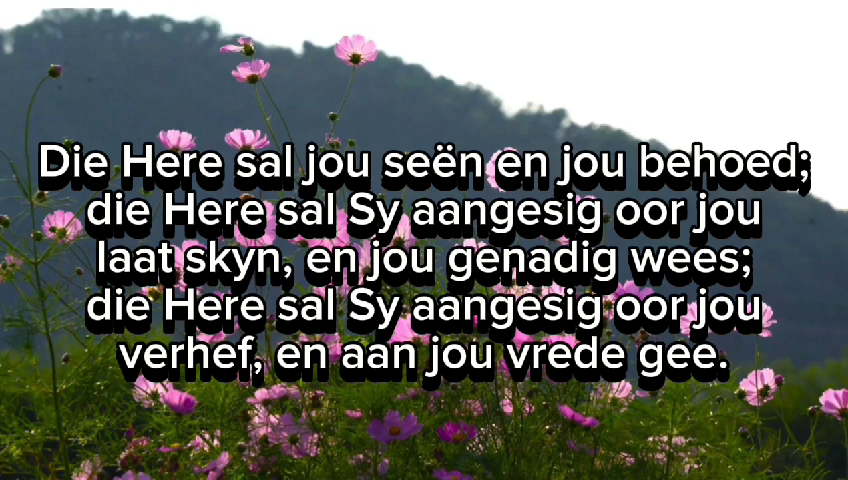 Die Here sal jou seën en jou behoed;
die Here sal Sy aangesig oor jou
laat skyn, en jou genadig wees;
die Here sal Sy aangesig oor jou
verhef, en aan jou vrede gee.